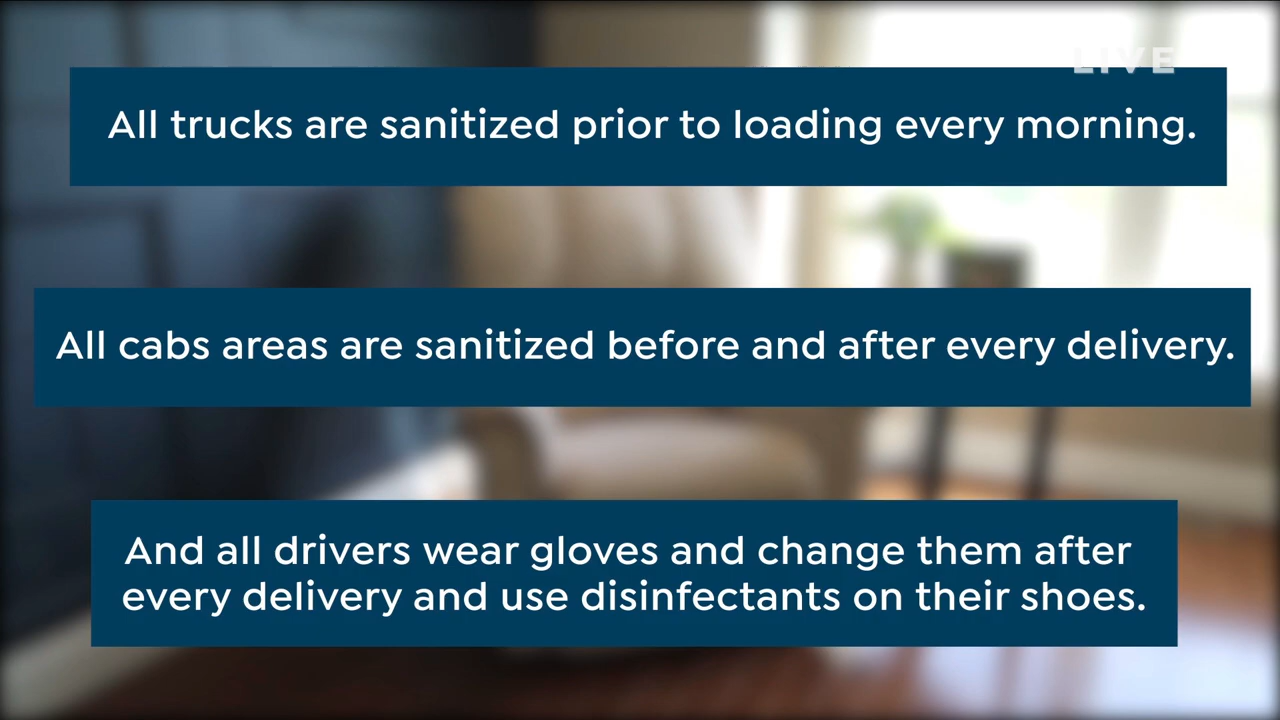 LIVE
All trucks are sanitized prior to loading every morning.
All cabs areas are sanitized before and after every delivery.
And all drivers wear gloves and change them after
every delivery and use disinfectants on their shoes.